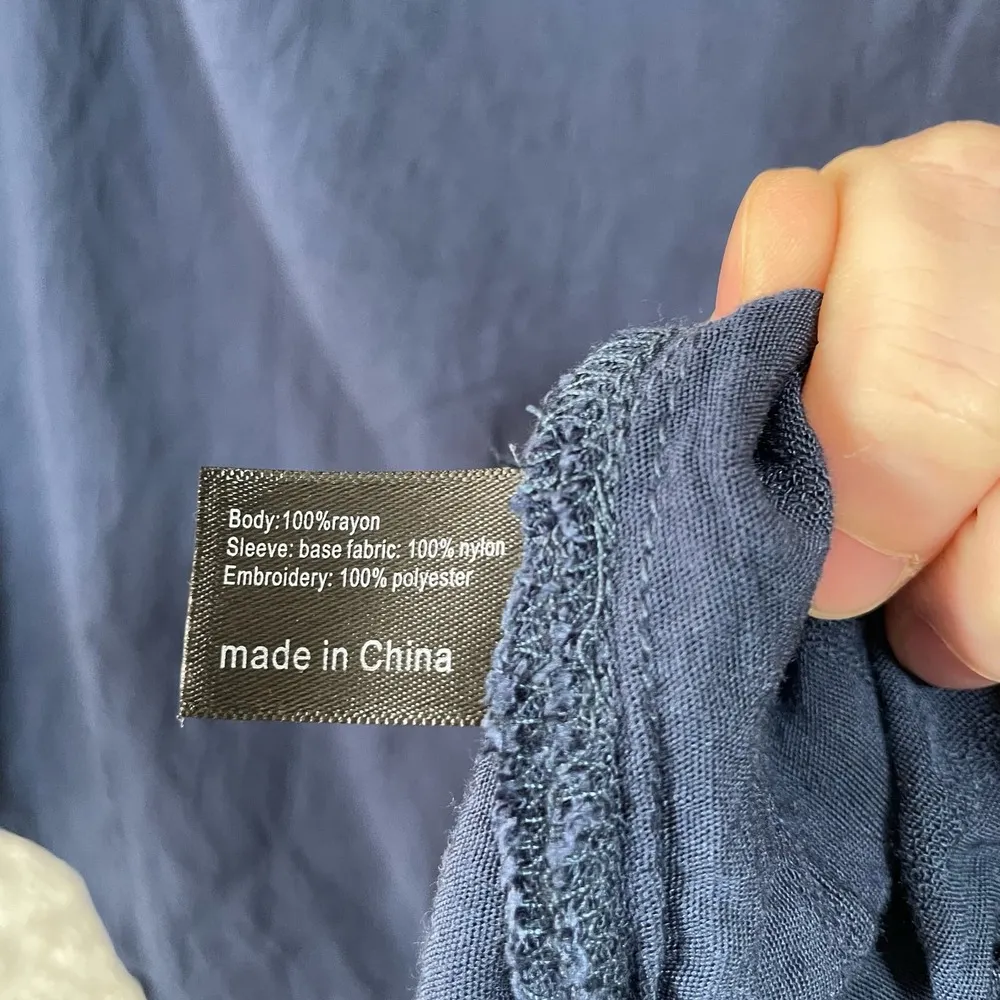 Body:100%rayon
Sleeve: base fabric: 100% nylon
Embroidery: 100% polyester
made in China